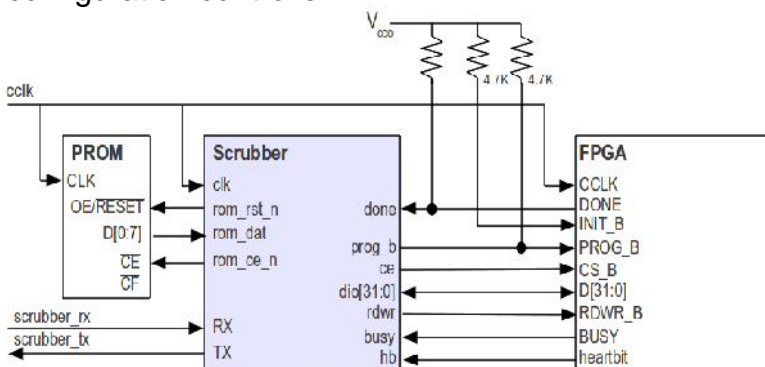 V_cco
4.7K 4.7K
cclk
PROM
CLK
OE/RESET
D[0:7]
CE
CF
Scrubber
clk
rom_rst_n
rom_dat
rom_ce_n
RX
TX
done
prog_b
ce
dio[31:0]
rdwr
busy
hb
FPGA
CCLK
DONE
INIT_B
PROG_B
CS_B
D[31:0]
RDWR_B
BUSY
heartbit
scrubber_rx
scrubber_tx